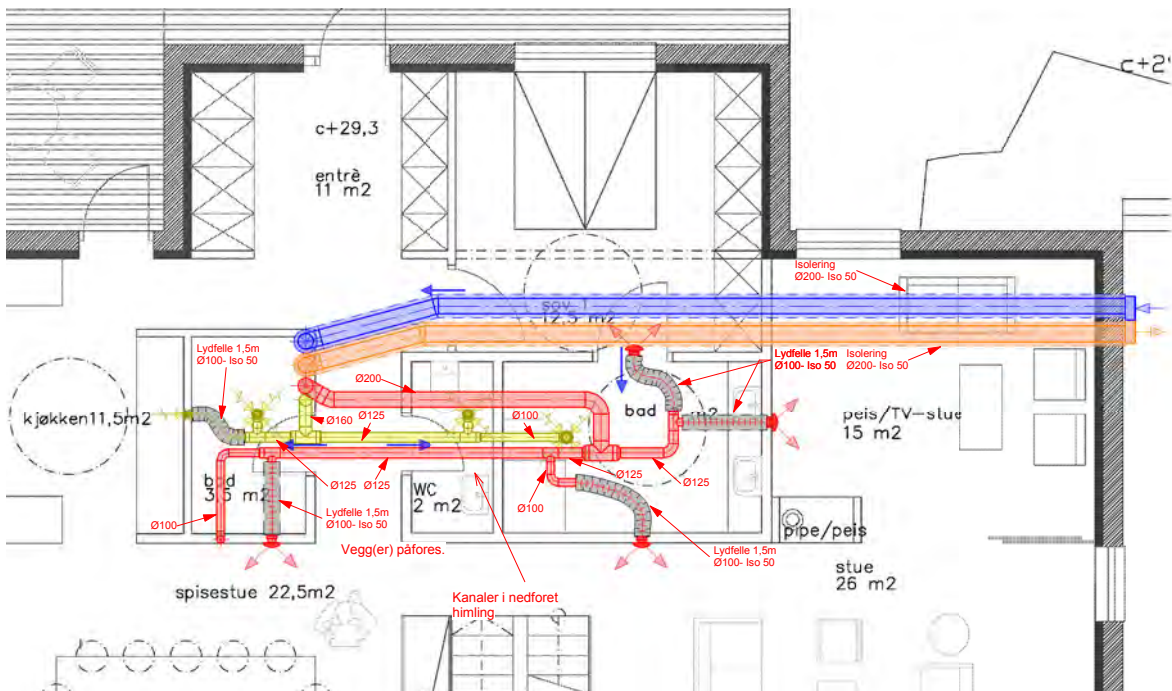 c+29,3
entrè
11 m2
c+2
Isolering
Ø200- Iso 50
sov 1
12,5 m2
Lydfelle 1,5m
Ø100- Iso 50
Lydfelle 1,5m
Ø100- Iso 50
Isolering
Ø200- Iso 50
Ø200
Ø160
Ø125
Ø100
kjøkken11,5m2
bad
m2
peis/TV-stue
15 m2
bad
3,5 m2
Ø125
Ø125
Ø125
Ø125
WC
2 m2
Ø100
Ø100
Lydfelle 1,5m
Ø100- Iso 50
Vegg(er) påfores.
Lydfelle 1,5m
Ø100- Iso 50
pipe/peis
stue
26 m2
spisestue 22,5m2
Kanaler i nedforet
himling